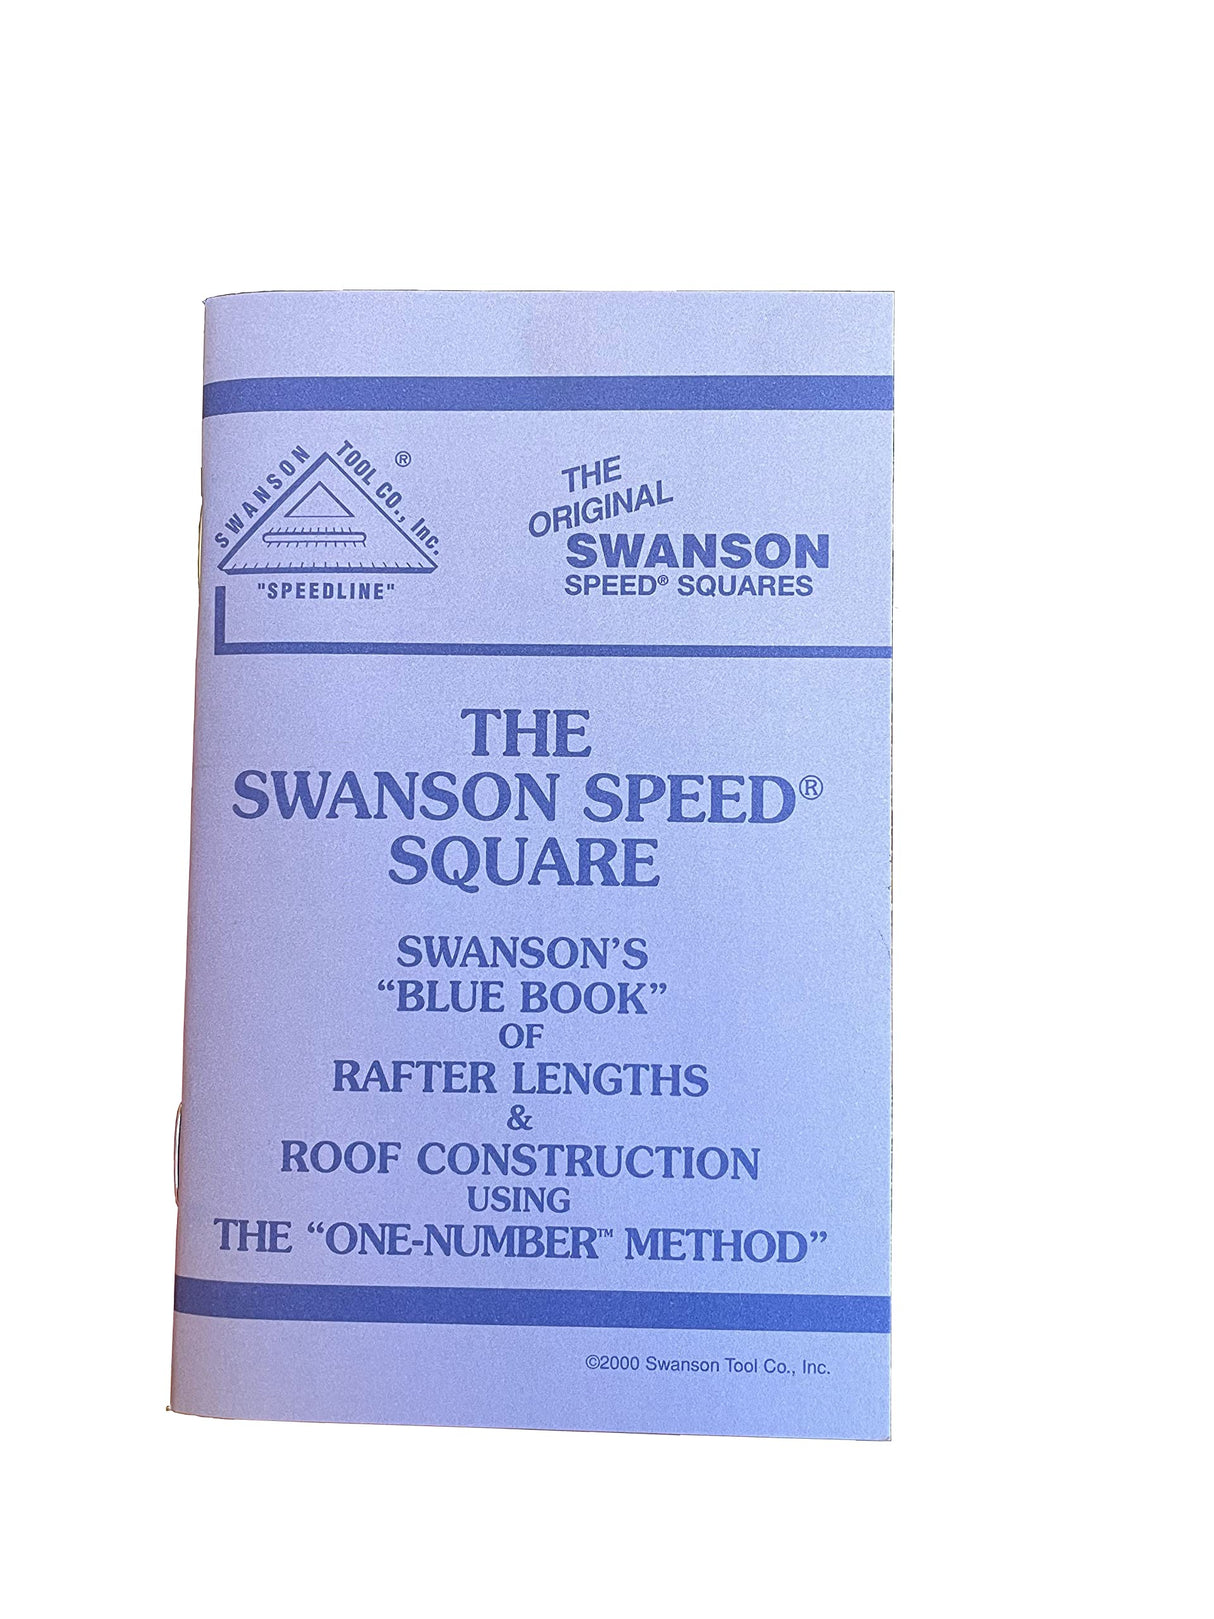 SWANSON TOOL CO., Inc. ®
"SPEEDLINE"
THE
ORIGINAL
SWANSON
SPEED® SQUARES
THE
SWANSON SPEED®
SQUARE
SWANSON’S
“BLUE BOOK”
OF
RAFTER LENGTHS
&
ROOF CONSTRUCTION
USING
THE “ONE-NUMBER™ METHOD”
©2000 Swanson Tool Co., Inc.